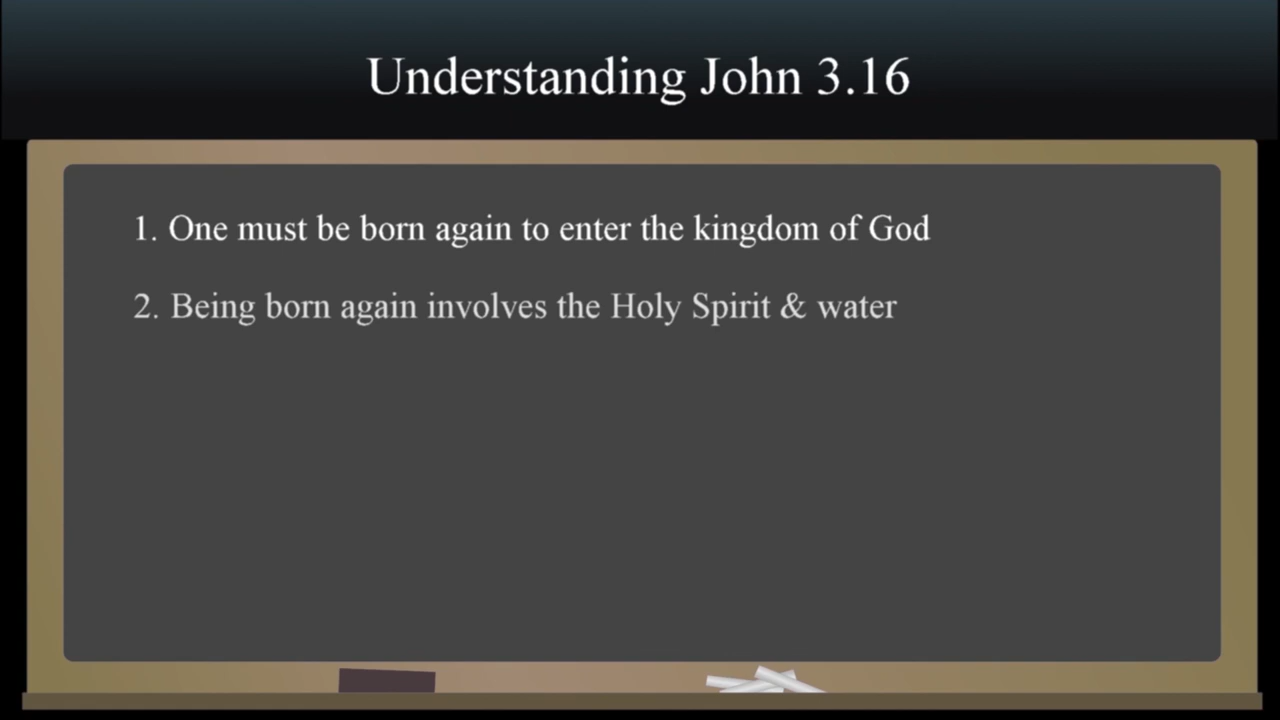 Understanding John 3.16
1. One must be born again to enter the kingdom of God
2. Being born again involves the Holy Spirit & water